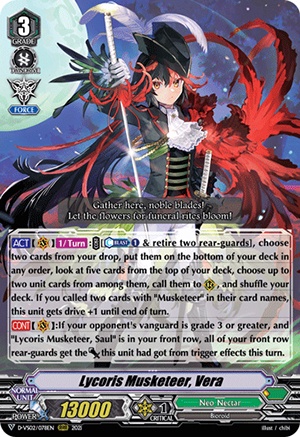 3
GRADE
TWIN DRIVE
FORCE
Gather here, noble blades!
Let the flowers for funeral rites bloom!
ACT 1/Turn :[C BLAST 1 & retire two rear-guards], choose
two cards from your drop, put them on the bottom of your deck in
any order, look at five cards from the top of your deck, choose up to
two unit cards from among them, call them to , and shuffle your
deck. If you called two cards with "Musketeer" in their card names,
this unit gets drive +1 until end of turn.
CONT :If your opponent's vanguard is grade 3 or greater, and
"Lycoris Musketeer, Saul" is in your front row, all of your front row
rear-guards get the this unit had got from trigger effects this turn.
NORMAL
UNIT
Lycoris Musketeer, Vera
POWER
13000
1
CRITICAL
Neo Nectar
Bioroid
D-VS02/078EN
2021
illust / chibi